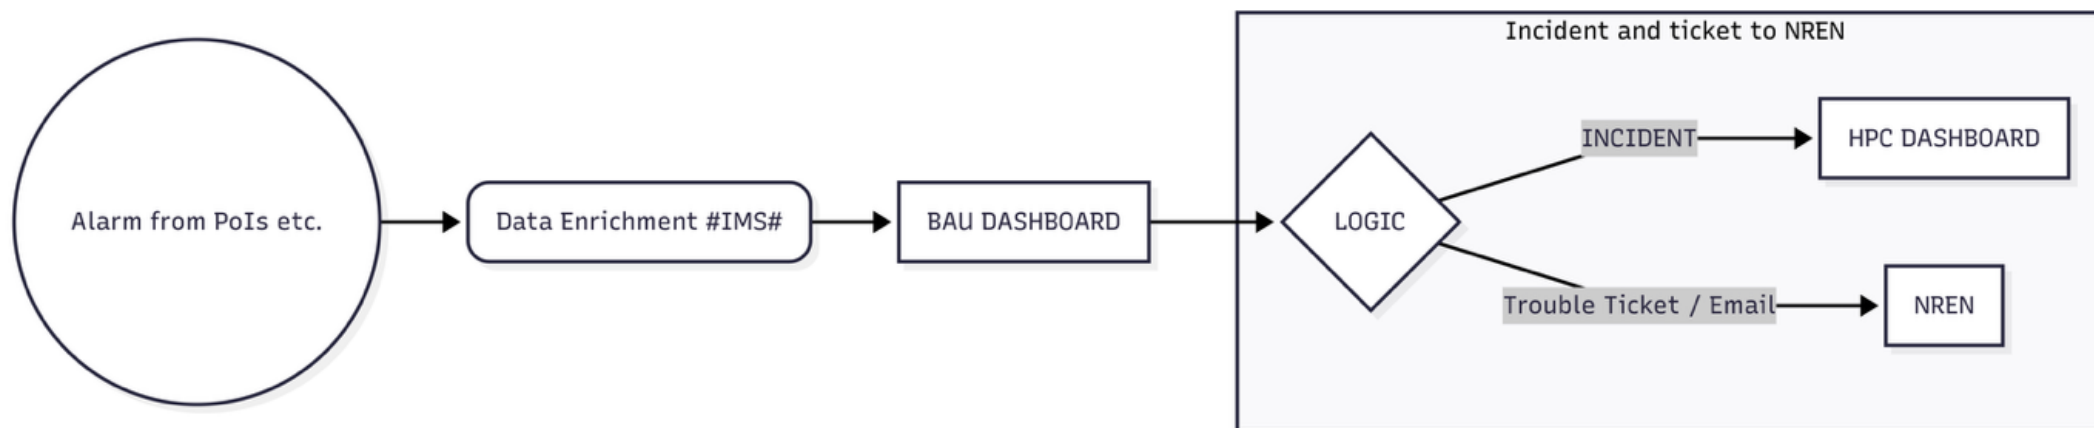 Incident and ticket to NREN
Alarm from PoIs etc.
Data Enrichment #IMS#
BAU DASHBOARD
LOGIC
INCIDENT
HPC DASHBOARD
Trouble Ticket / Email
NREN